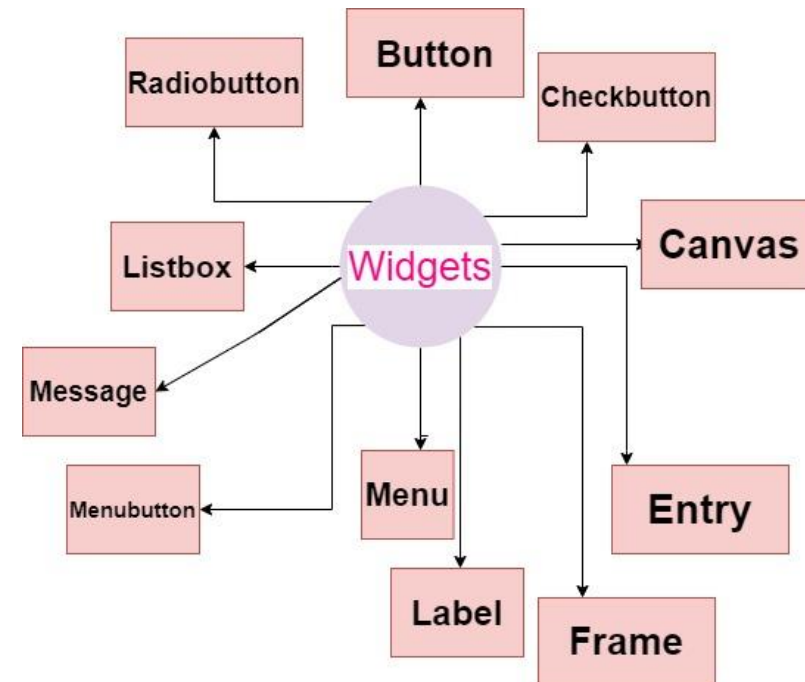 Button
Radiobutton
Checkbutton
Canvas
Listbox
Widgets
Message
Menu
Menubutton
Entry
Label
Frame